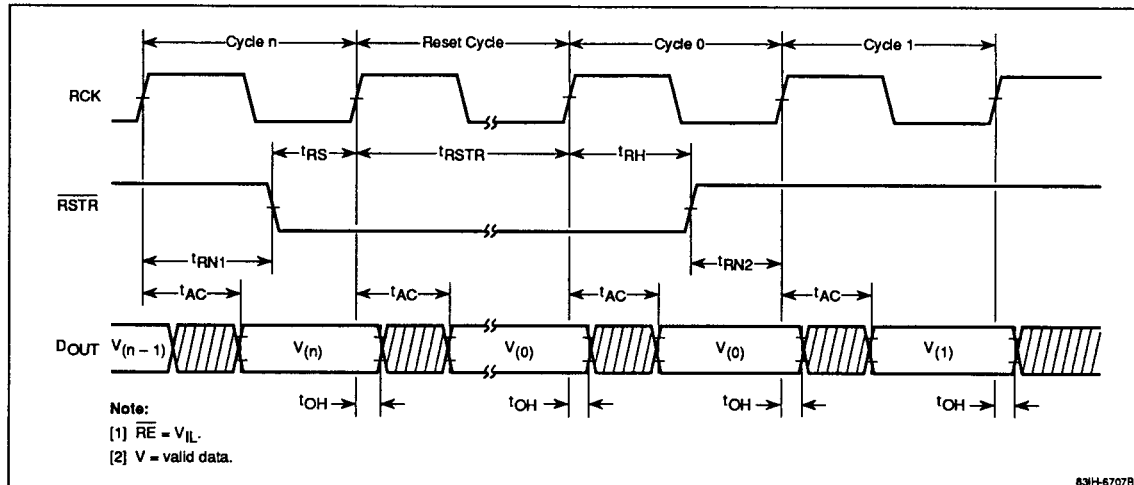 Cycle n Reset Cycle Cycle 0 Cycle 1
RCK
tRS tRSTR tRH
RSTR
tRN1 tRN2
tAC tAC tAC tAC
DOUT V(n – 1) V(n) V(0) V(0) V(1)
tOH tOH tOH tOH
Note:
[1] RE = VIL.
[2] V = valid data.
83IH-6707B